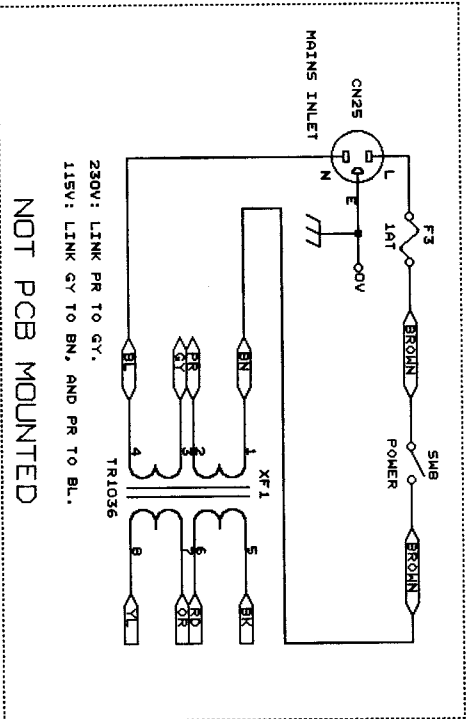 MAINS INLET
CN25
L
N
E
0V
F3
1AT
BROWN
SW8
POWER
BROWN
230V: LINK PR TO GY.
115V: LINK GY TO BN, AND PR TO BL.
BN
PR
GY
BL
1
2
3
4
XF1
TR1036
5
6
7
8
BK
RD
OR
YL
NOT PCB MOUNTED